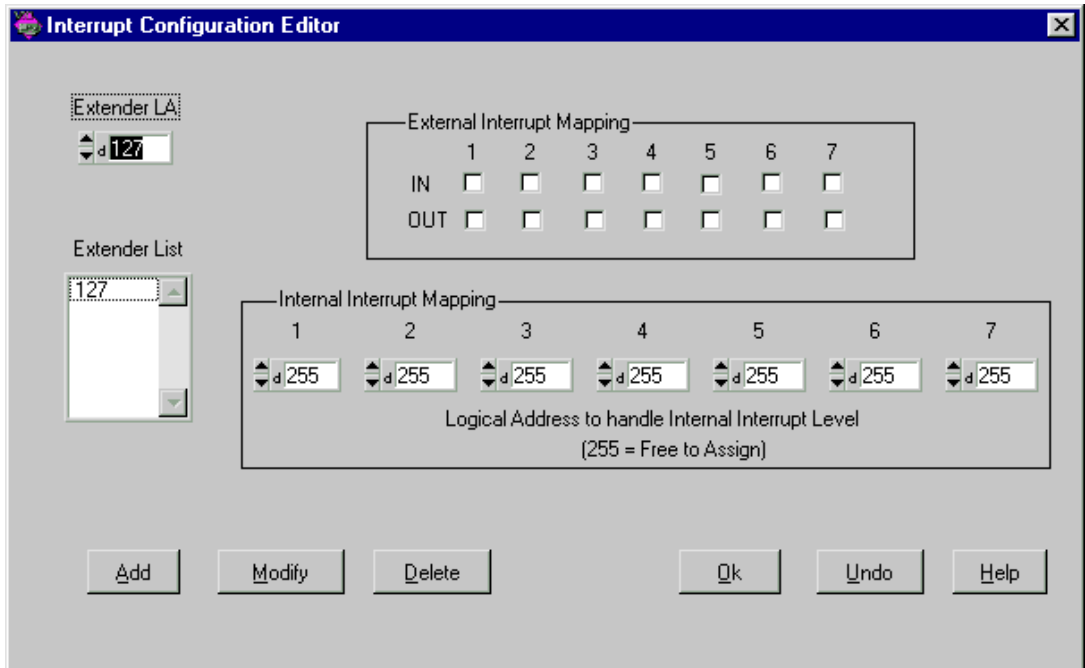 Interrupt Configuration Editor
Extender LA
d 127
External Interrupt Mapping
1 2 3 4 5 6 7
IN
OUT
Extender List
127
Internal Interrupt Mapping
1 2 3 4 5 6 7
d 255 d 255 d 255 d 255 d 255 d 255 d 255
Logical Address to handle Internal Interrupt Level
(255 = Free to Assign)
Add Modify Delete Ok Undo Help